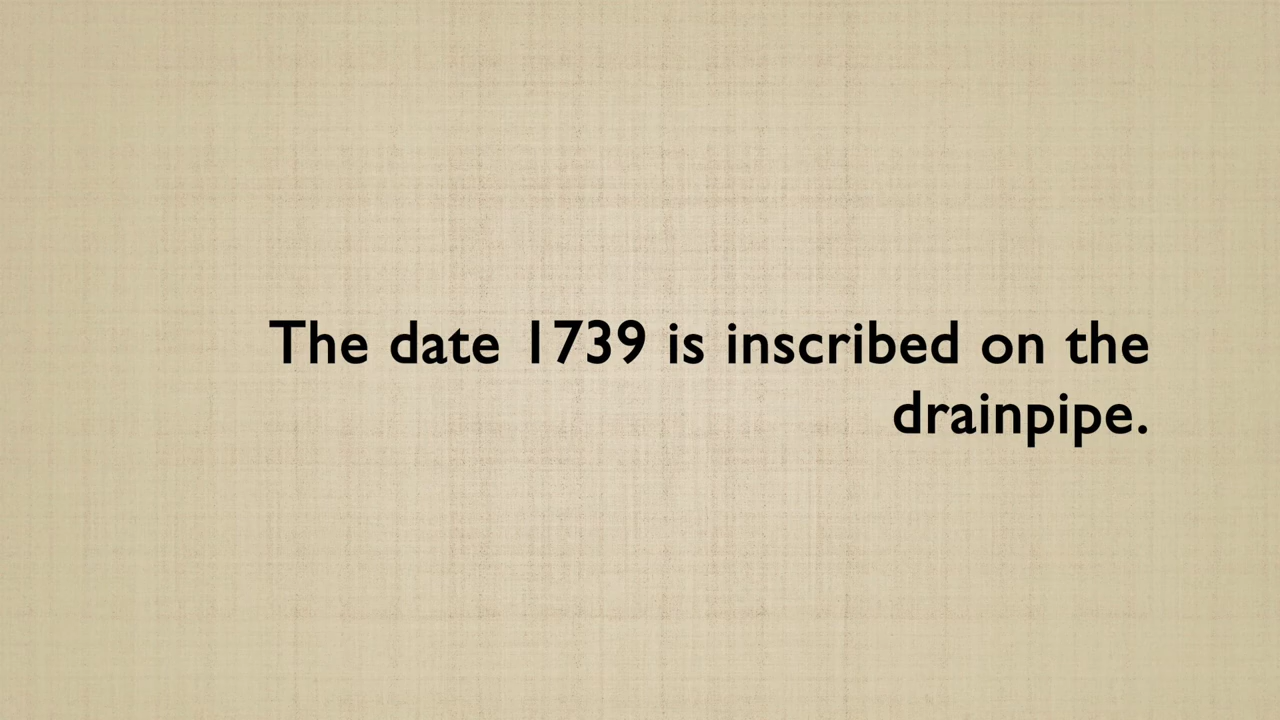 The date 1739 is inscribed on the
drainpipe.